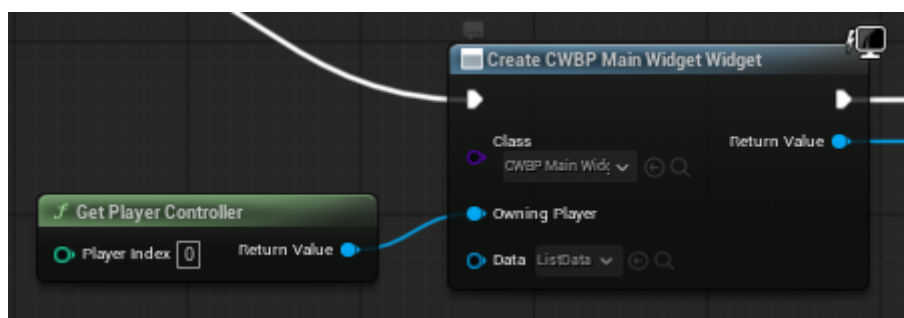 Create CWBP Main Widget Widget
Class
Return Value
CWBP Main Widg
f Get Player Controller
Owning Player
Player Index 0
Return Value
Data ListData